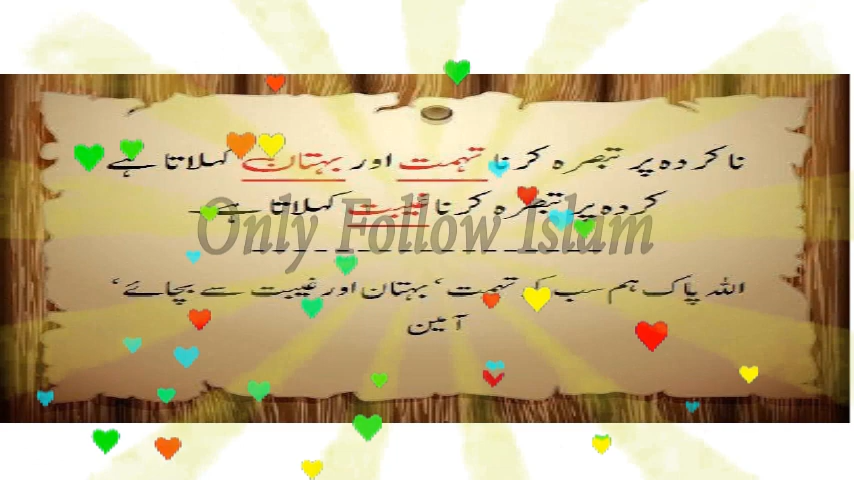 نا کردہ پر تبصرہ کرنا تہمت اور بہتان کہلاتا ہے
کردہ پر تبصرہ کرنا غیبت کہلاتا ہے۔
Only Follow Islam
اللہ پاک ہم سب کو تہمت ‘ بہتان اور غیبت سے بچائے ‘
آمین